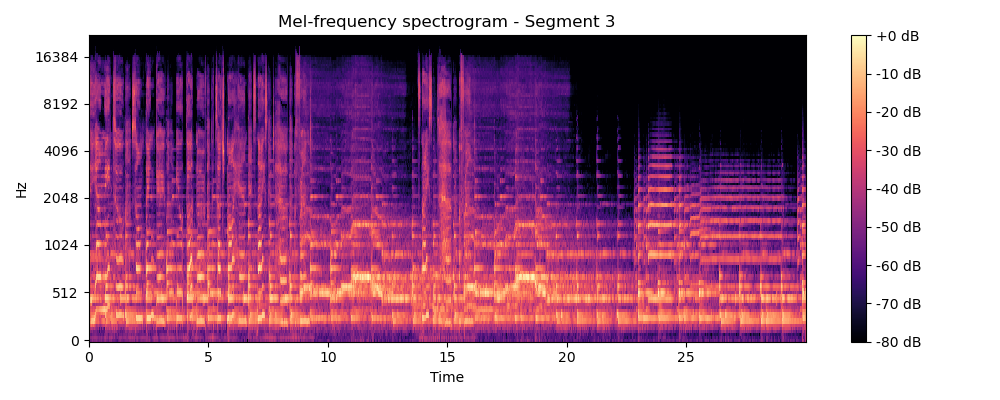 Mel-frequency spectrogram - Segment 3
Hz
16384
8192
4096
2048
1024
512
0
0 5 10 15 20 25
Time
+0 dB
-10 dB
-20 dB
-30 dB
-40 dB
-50 dB
-60 dB
-70 dB
-80 dB